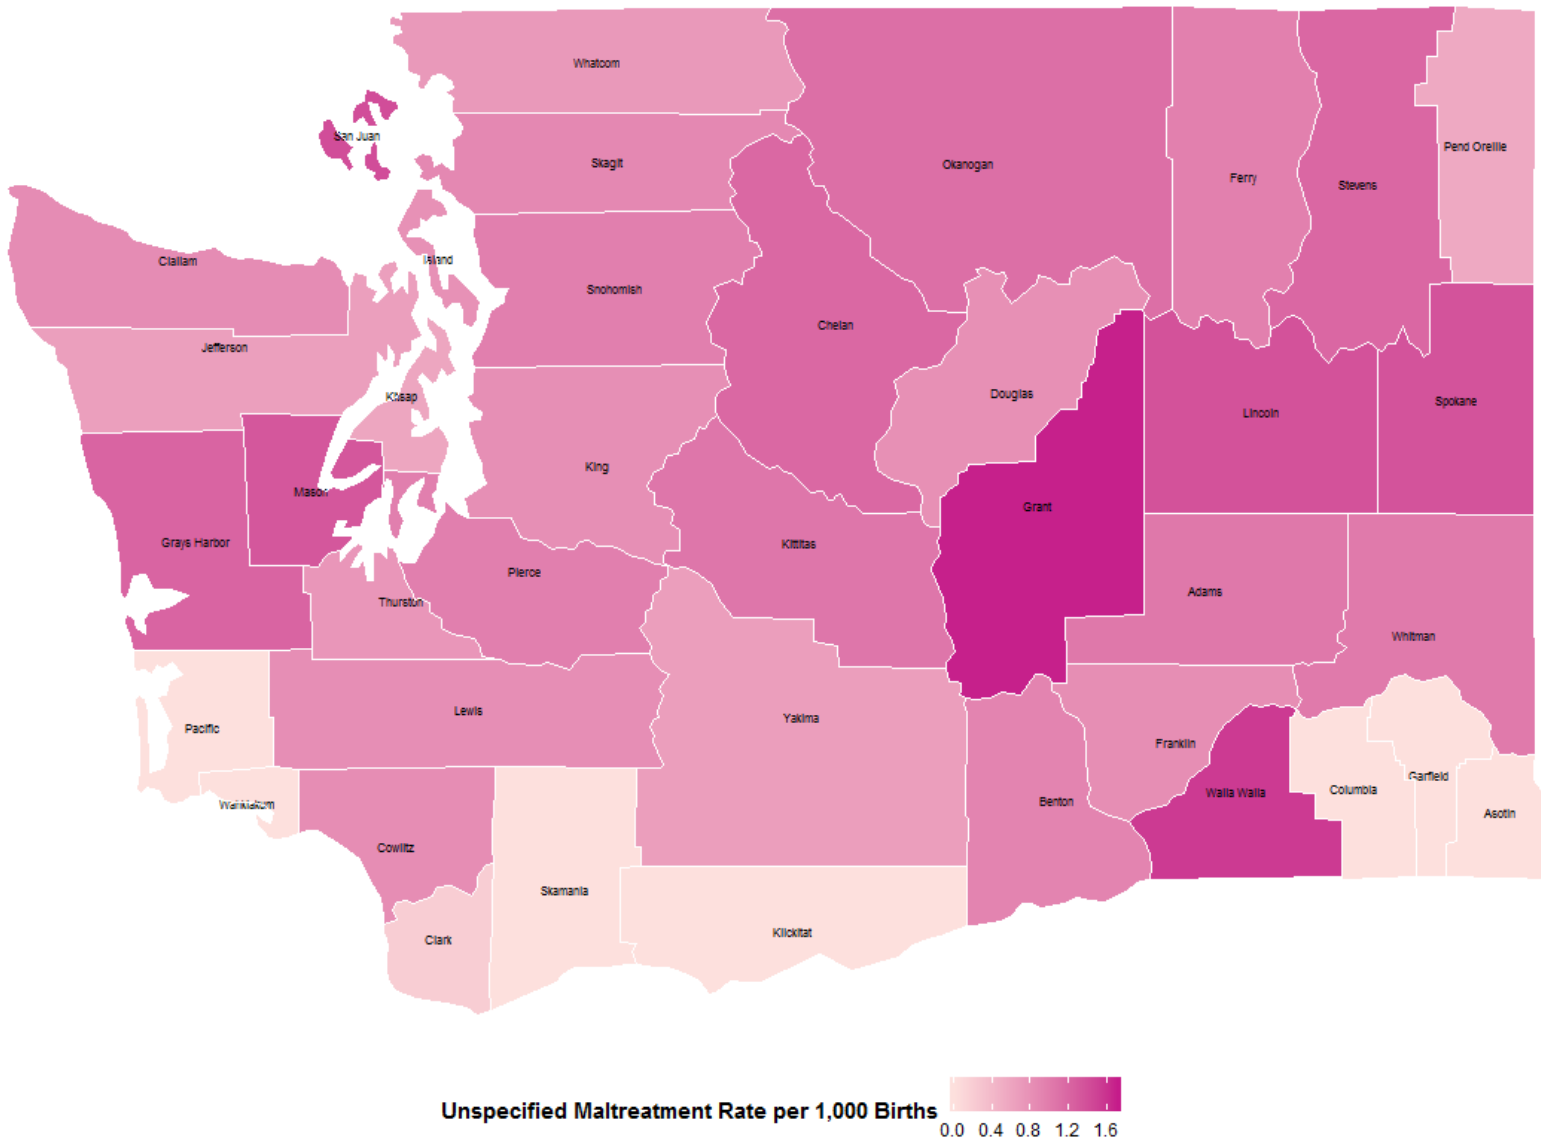 Whatcom
San Juan
Skagit
Okanogan
Pend Oreille
Ferry
Stevens
Clallam
Island
Snohomish
Chelan
Jefferson
Douglas
Kitsap
Spokane
Lincoln
King
Mason
Grant
Grays Harbor
Kittitas
Pierce
Adams
Thurston
Whitman
Lewis
Yakima
Pacific
Franklin
Garfield
Columbia
Walla Walla
Benton
Wahkiakum
Asotin
Cowlitz
Skamania
Klickitat
Clark
Unspecified Maltreatment Rate per 1,000 Births
0.0 0.4 0.8 1.2 1.6